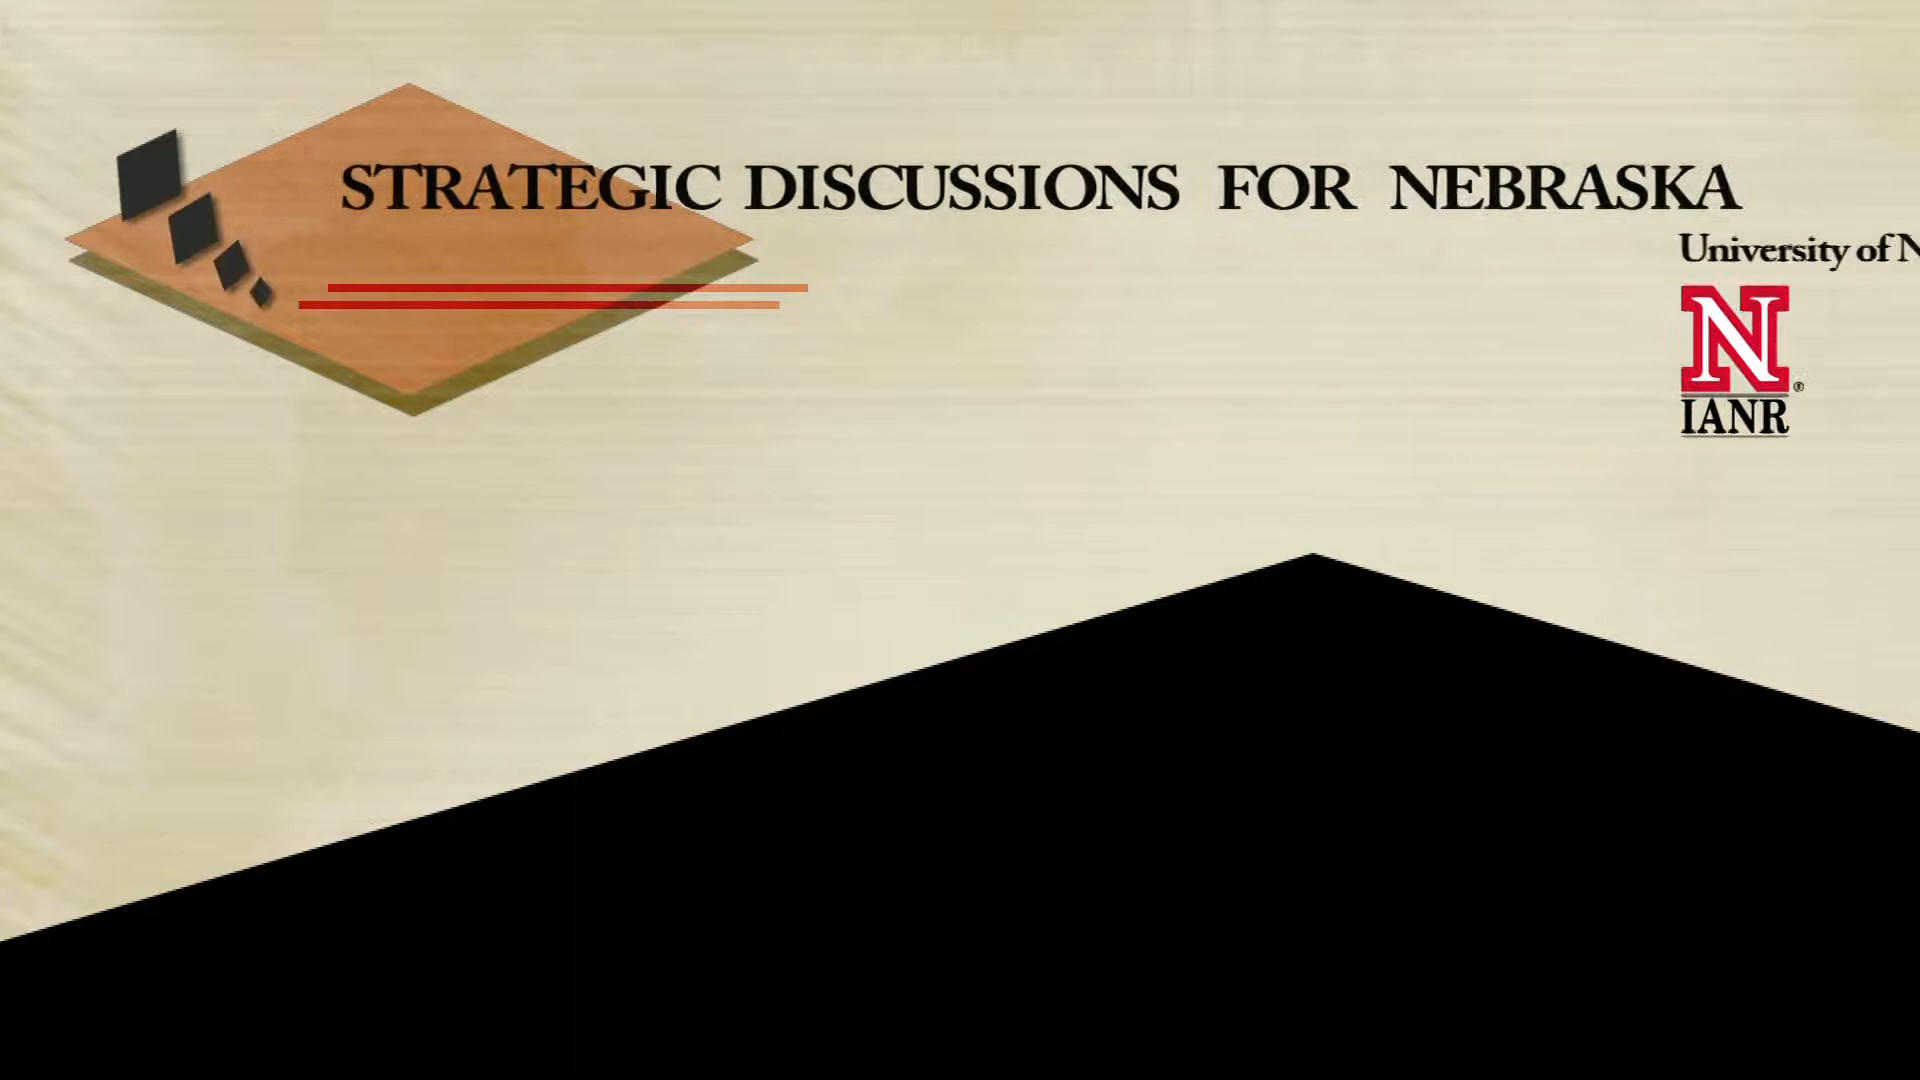 STRATEGIC DISCUSSIONS FOR NEBRASKA
University of N
N
®
IANR